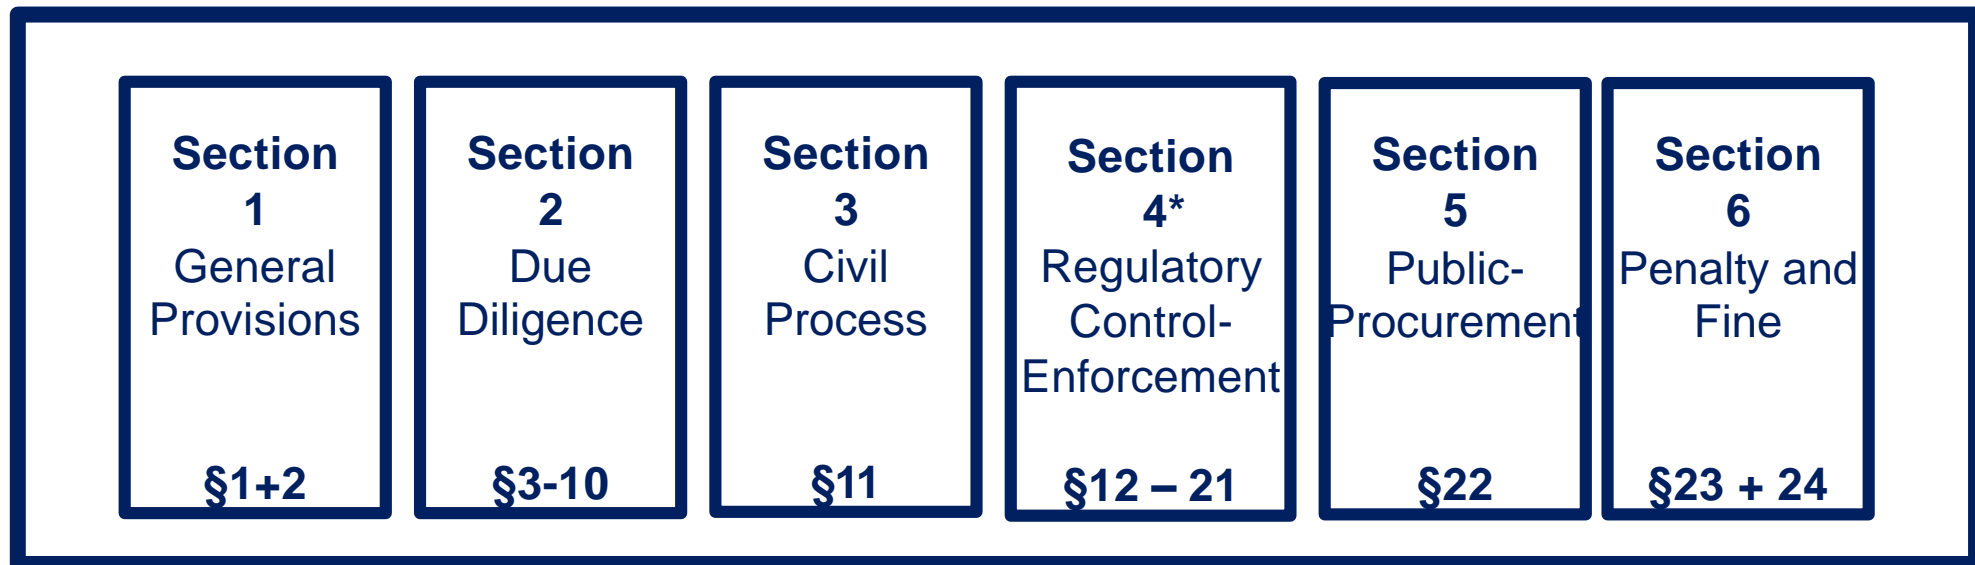 Section
1
General
Provisions
§1+2
Section
2
Due
Diligence
§3-10
Section
3
Civil
Process
§11
Section
4*
Regulatory
Control-
Enforcement
§12 – 21
Section
5
Public-
Procurement
§22
Section
6
Penalty and
Fine
§23 + 24